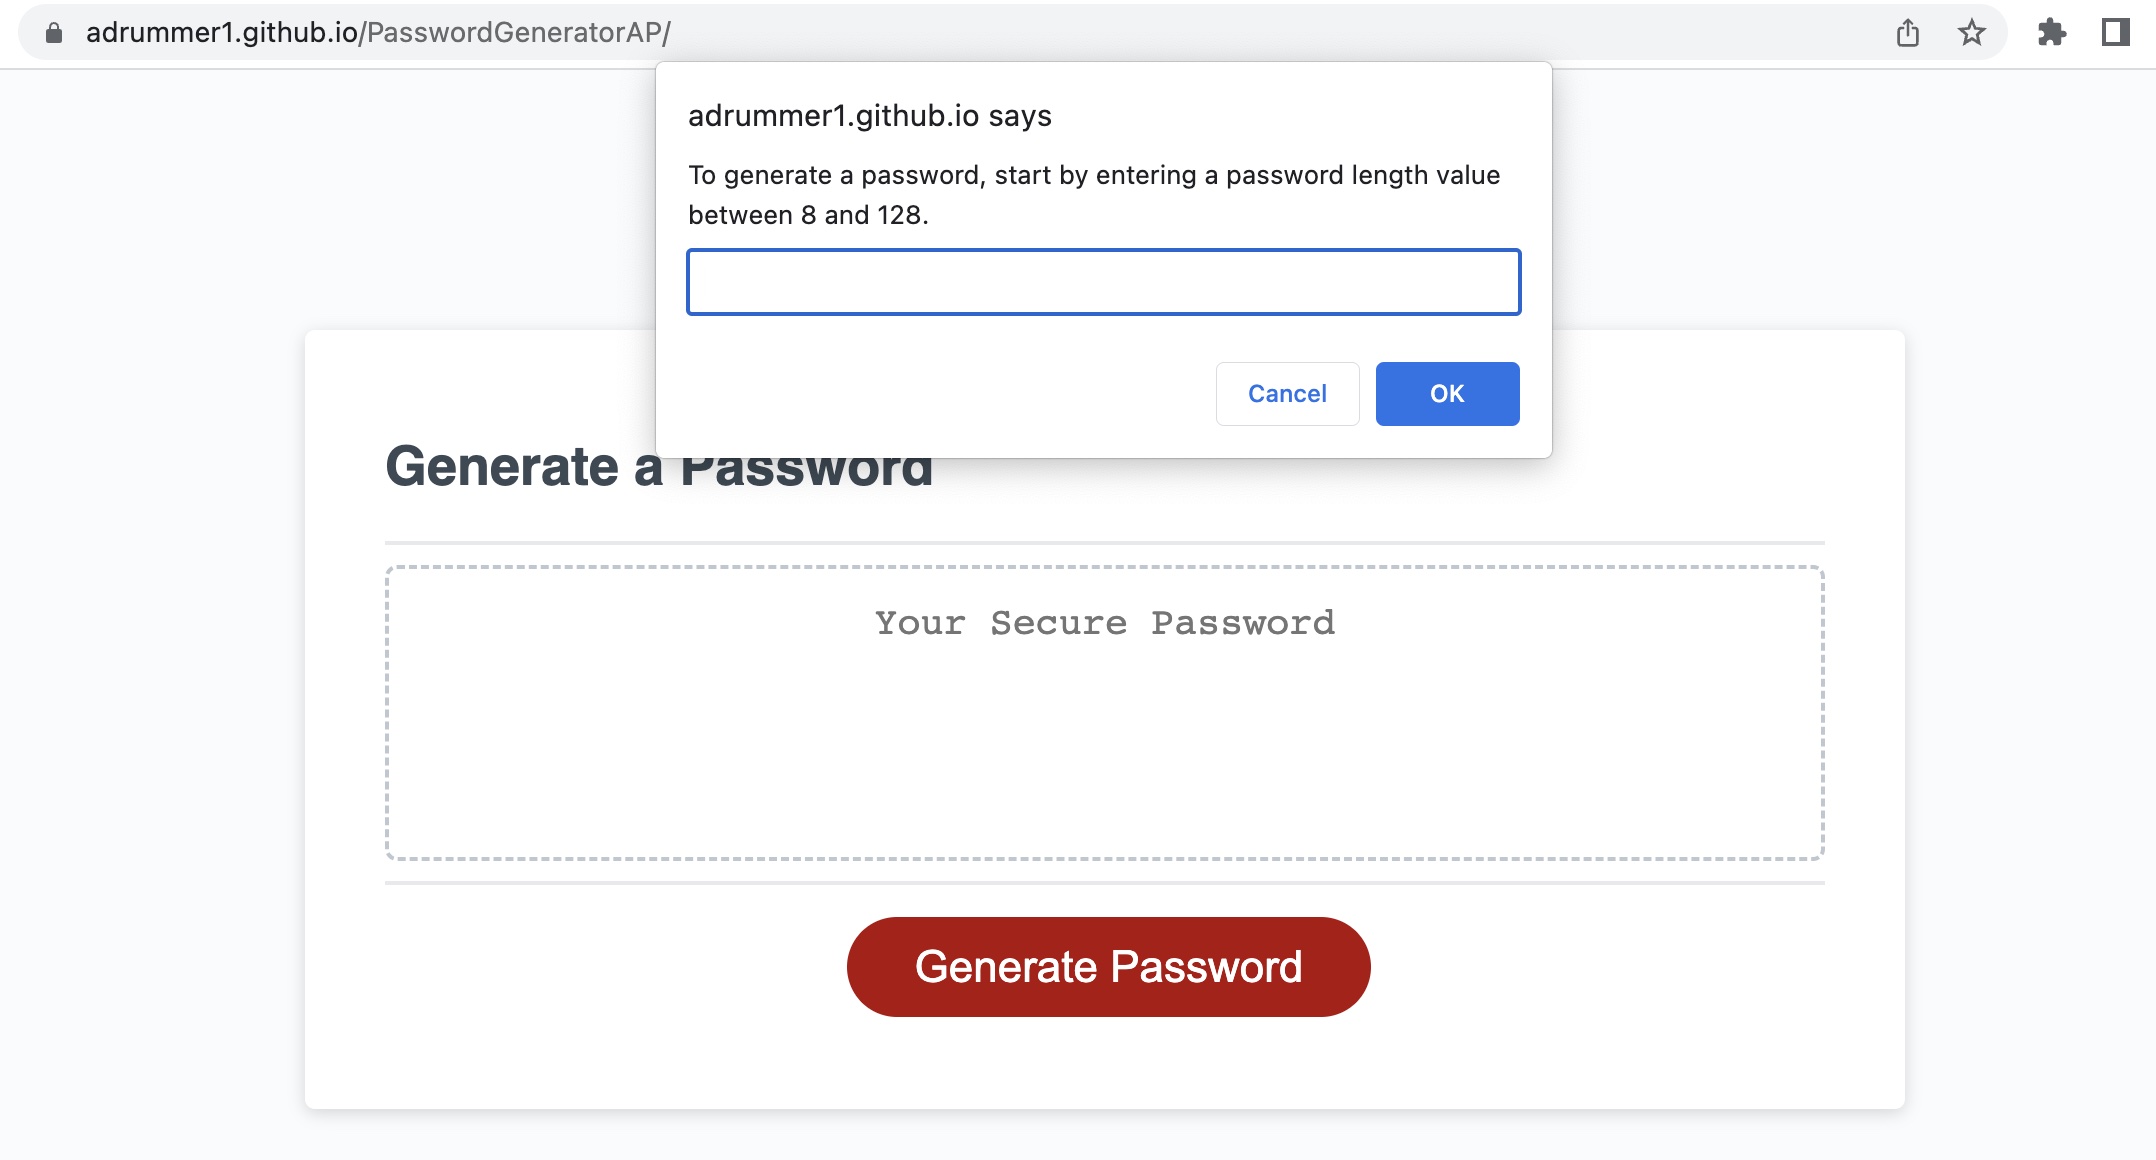 adrummer1.github.io/PasswordGeneratorAP/
adrummer1.github.io says
To generate a password, start by entering a password length value
between 8 and 128.
Cancel
OK
Generate a Password
Your Secure Password
Generate Password